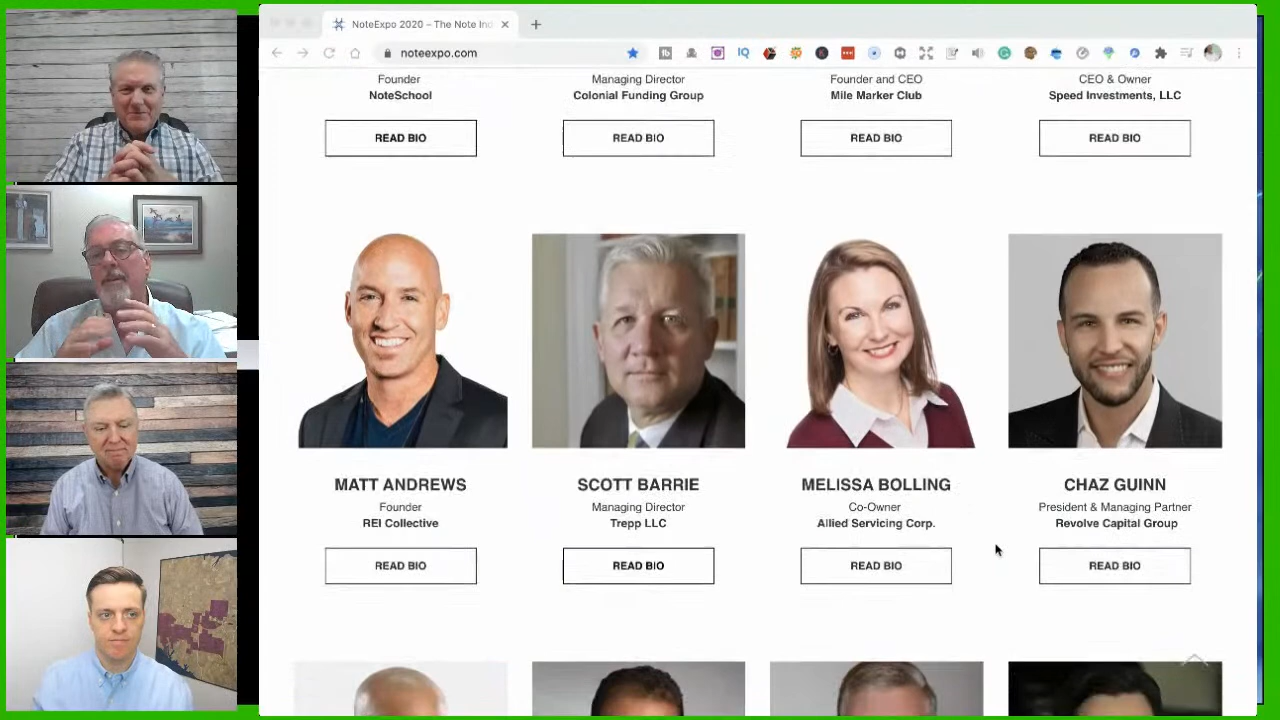 NoteExpo 2020 – The Note Ind
noteexpo.com
Founder
NoteSchool
READ BIO
Managing Director
Colonial Funding Group
READ BIO
Founder and CEO
Mile Marker Club
READ BIO
CEO & Owner
Speed Investments, LLC
READ BIO
MATT ANDREWS
Founder
REI Collective
READ BIO
SCOTT BARRIE
Managing Director
Trepp LLC
READ BIO
MELISSA BOLLING
Co-Owner
Allied Servicing Corp.
READ BIO
CHAZ GUINN
President & Managing Partner
Revolve Capital Group
READ BIO